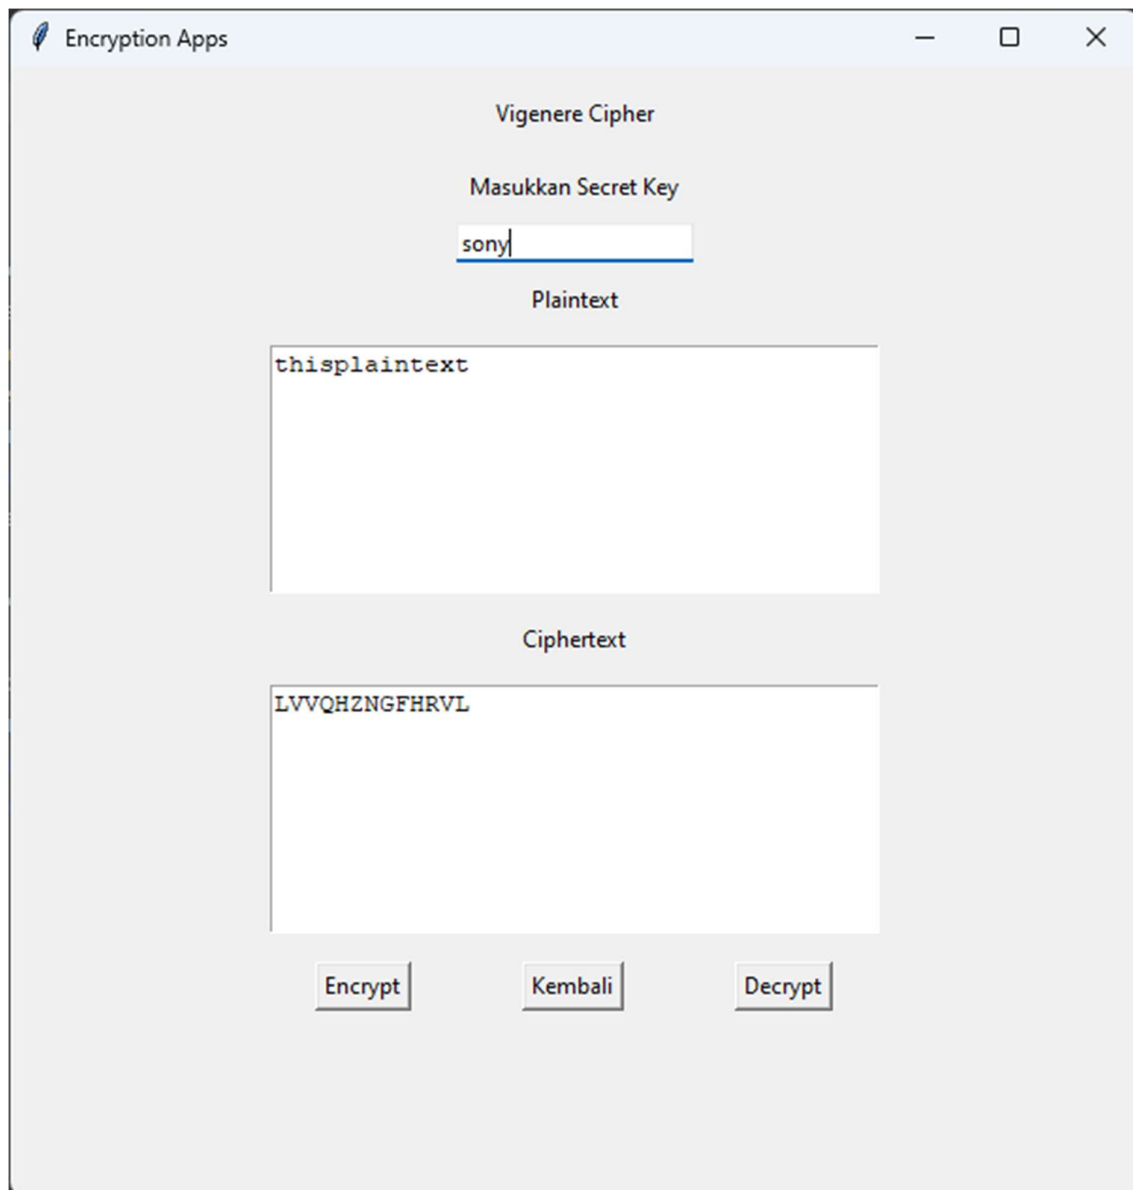 Encryption Apps
Vigenere Cipher
Masukkan Secret Key
sony
Plaintext
thisplaintext
Ciphertext
LVVQHZNGFHRVL
Encrypt Kembali Decrypt